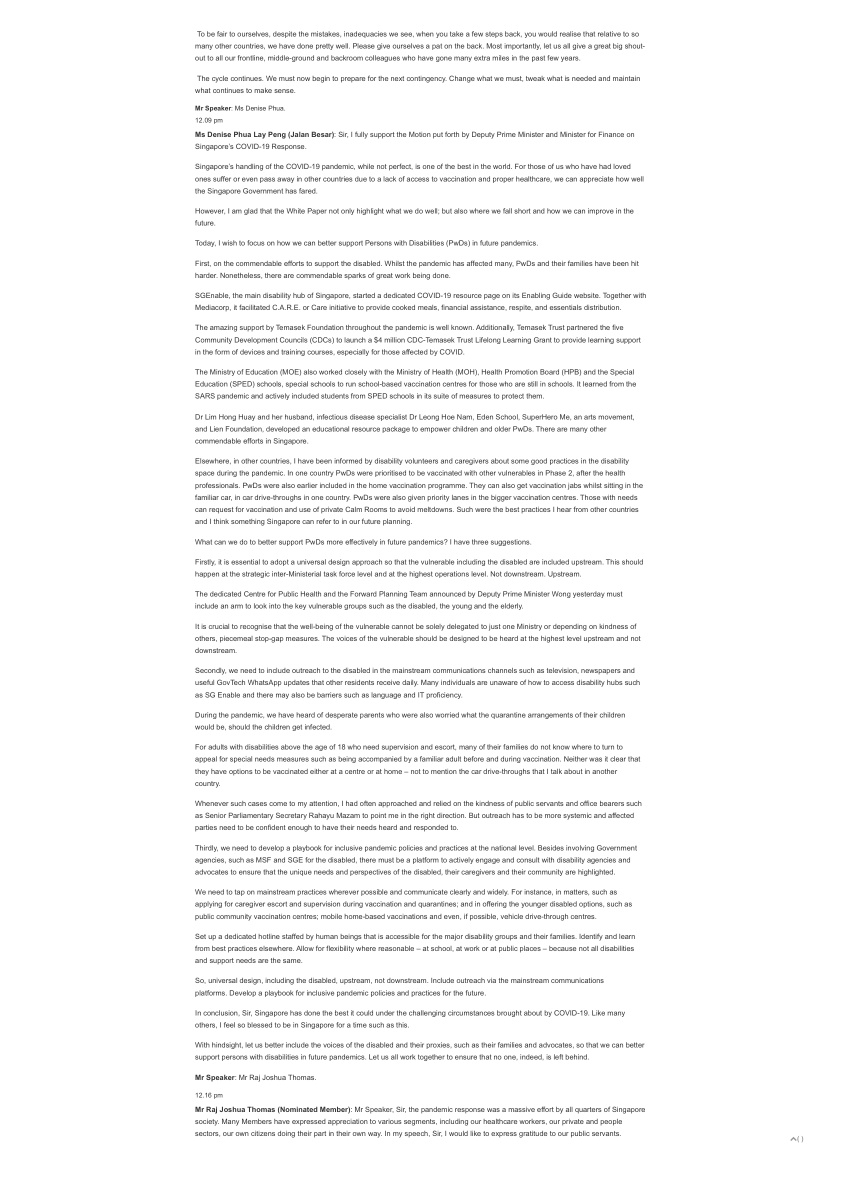 To be fair to ourselves, despite the mistakes, inadequacies we see, when you take a few steps back, you would realise that relative to so
many other countries, we have done pretty well. Please give ourselves a pat on the back. Most importantly, let us all give a great big shout-
out to all our frontline, middle-ground and backroom colleagues who have gone many extra miles in the past few years.
The cycle continues. We must now begin to prepare for the next contingency. Change what we must, tweak what is needed and maintain
what continues to make sense.
Mr Speaker: Ms Denise Phua.
12.09 pm
Ms Denise Phua Lay Peng (Jalan Besar): Sir, I fully support the Motion put forth by Deputy Prime Minister and Minister for Finance on
Singapore's COVID-19 Response.
Singapore's handling of the COVID-19 pandemic, while not perfect, is one of the best in the world. For those of us who have had loved
ones suffer or even pass away in other countries due to a lack of access to vaccination and proper healthcare, we can appreciate how well
the Singapore Government has fared.
However, I am glad that the White Paper not only highlight what we do well; but also where we fall short and how we can improve in the
future.
Today, I wish to focus on how we can better support Persons with Disabilities (PwDs) in future pandemics.
First, on the commendable efforts to support the disabled. Whilst the pandemic has affected many, PwDs and their families have been hit
harder. Nonetheless, there are commendable sparks of great work being done.
SGEnable, the main disability hub of Singapore, started a dedicated COVID-19 resource page on its Enabling Guide website. Together with
Mediacorp, it facilitated C.A.R.E. or Care initiative to provide cooked meals, financial assistance, respite, and essentials distribution.
The amazing support by Temasek Foundation throughout the pandemic is well known. Additionally, Temasek Trust partnered the five
Community Development Councils (CDCs) to launch a $4 million CDC-Temasek Trust Lifelong Learning Grant to provide learning support
in the form of devices and training courses, especially for those affected by COVID.
The Ministry of Education (MOE) also worked closely with the Ministry of Health (MOH), Health Promotion Board (HPB) and the Special
Education (SPED) schools, special schools to run school-based vaccination centres for those who are still in schools. It learned from the
SARS pandemic and actively included students from SPED schools in its suite of measures to protect them.
Dr Lim Hong Huay and her husband, infectious disease specialist Dr Leong Hoe Nam, Eden School, SuperHero Me, an arts movement,
and Lien Foundation, developed an educational resource package to empower children and older PwDs. There are many other
commendable efforts in Singapore.
Elsewhere, in other countries, I have been informed by disability volunteers and caregivers about some good practices in the disability
space during the pandemic. In one country PwDs were prioritised to be vaccinated with other vulnerables in Phase 2, after the health
professionals. PwDs were also earlier included in the home vaccination programme. They can also get vaccination jabs whilst sitting in the
familiar car, in car drive-throughs in one country. PwDs were also given priority lanes in the bigger vaccination centres. Those with needs
can request for vaccination and use of private Calm Rooms to avoid meltdowns. Such were the best practices I hear from other countries
and I think something Singapore can refer to in our future planning.
What can we do to better support PwDs more effectively in future pandemics? I have three suggestions.
Firstly, it is essential to adopt a universal design approach so that the vulnerable including the disabled are included upstream. This should
happen at the strategic inter-Ministerial task force level and at the highest operations level. Not downstream. Upstream.
The dedicated Centre for Public Health and the Forward Planning Team announced by Deputy Prime Minister Wong yesterday must
include an arm to look into the key vulnerable groups such as the disabled, the young and the elderly.
It is crucial to recognise that the well-being of the vulnerable cannot be solely delegated to just one Ministry or depending on kindness of
others, piecemeal stop-gap measures. The voices of the vulnerable should be designed to be heard at the highest level upstream and not
downstream.
Secondly, we need to include outreach to the disabled in the mainstream communications channels such as television, newspapers and
useful GovTech WhatsApp updates that other residents receive daily. Many individuals are unaware of how to access disability hubs such
as SG Enable and there may also be barriers such as language and IT proficiency.
During the pandemic, we have heard of desperate parents who were also worried what the quarantine arrangements of their children
would be, should the children get infected.
For adults with disabilities above the age of 18 who need supervision and escort, many of their families do not know where to turn to
appeal for special needs measures such as being accompanied by a familiar adult before and during vaccination. Neither was it clear that
they have options to be vaccinated either at a centre or at home – not to mention the car drive-throughs that I talk about in another
country.
Whenever such cases come to my attention, I had often approached and relied on the kindness of public servants and office bearers such
as Senior Parliamentary Secretary Rahayu Mazam to point me in the right direction. But outreach has to be more systemic and affected
parties need to be confident enough to have their needs heard and responded to.
Thirdly, we need to develop a playbook for inclusive pandemic policies and practices at the national level. Besides involving Government
agencies, such as MSF and SGE for the disabled, there must be a platform to actively engage and consult with disability agencies and
advocates to ensure that the unique needs and perspectives of the disabled, their caregivers and their community are highlighted.
We need to tap on mainstream practices wherever possible and communicate clearly and widely. For instance, in matters, such as
applying for caregiver escort and supervision during vaccination and quarantines; and in offering the younger disabled options, such as
public community vaccination centres; mobile home-based vaccinations and even, if possible, vehicle drive-through centres.
Set up a dedicated hotline staffed by human beings that is accessible for the major disability groups and their families. Identify and learn
from best practices elsewhere. Allow for flexibility where reasonable – at school, at work or at public places – because not all disabilities
and support needs are the same.
So, universal design, including the disabled, upstream, not downstream. Include outreach via the mainstream communications
platforms. Develop a playbook for inclusive pandemic policies and practices for the future.
In conclusion, Sir, Singapore has done the best it could under the challenging circumstances brought about by COVID-19. Like many
others, I feel so blessed to be in Singapore for a time such as this.
With hindsight, let us better include the voices of the disabled and their proxies, such as their families and advocates, so that we can better
support persons with disabilities in future pandemics. Let us all work together to ensure that no one, indeed, is left behind.
Mr Speaker: Mr Raj Joshua Thomas.
12.16 pm
Mr Raj Joshua Thomas (Nominated Member): Mr Speaker, Sir, the pandemic response was a massive effort by all quarters of Singapore
society. Many Members have expressed appreciation to various segments, including our healthcare workers, our private and people
sectors, our own citizens doing their part in their own way. In my speech, Sir, I would like to express gratitude to our public servants.
( )